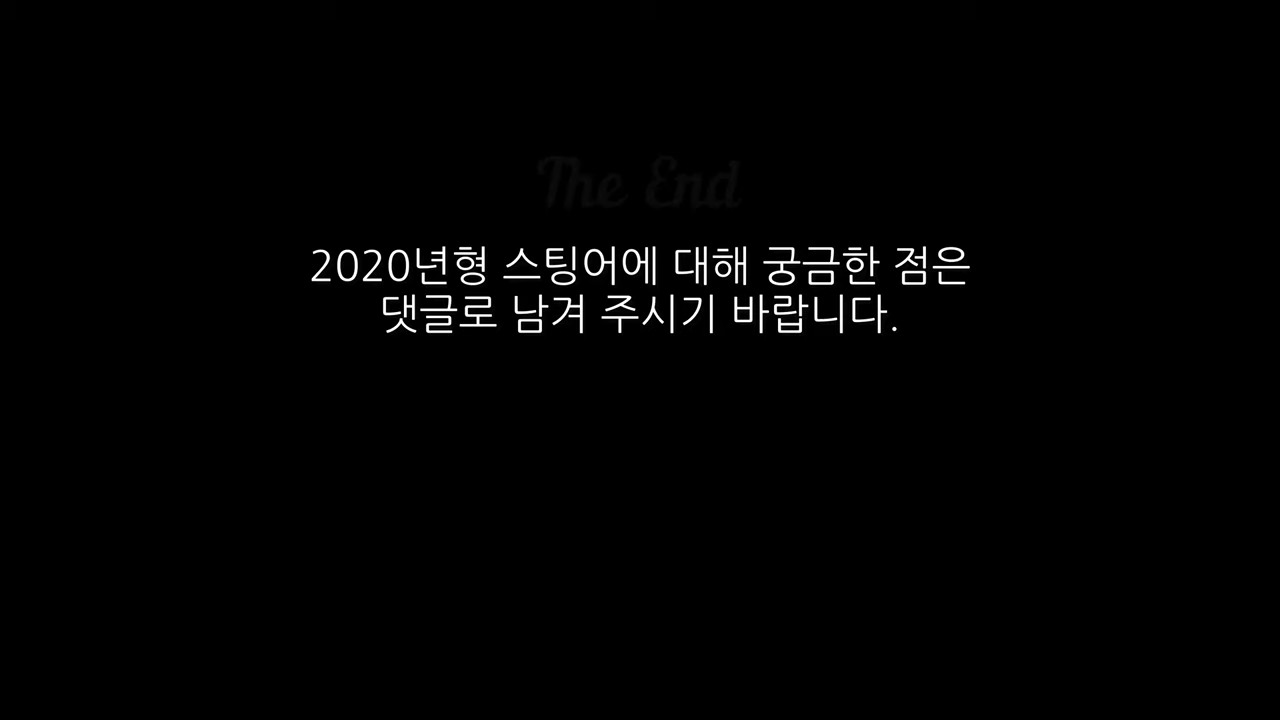 The End
2020년형 스팅어에 대해 궁금한 점은
댓글로 남겨 주시기 바랍니다.